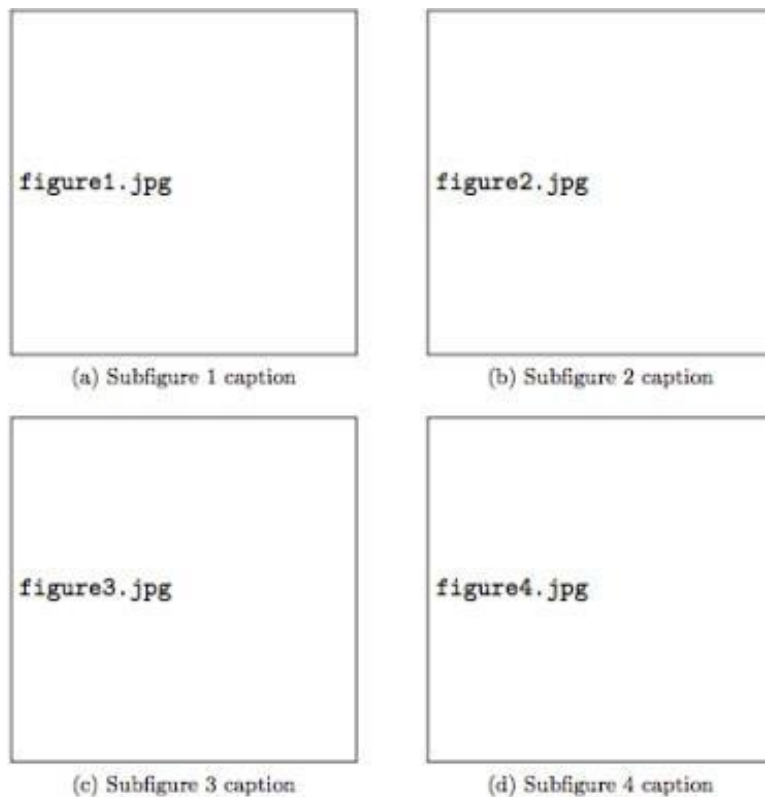 figure1.jpg
figure2.jpg
(a) Subfigure 1 caption
(b) Subfigure 2 caption
figure3.jpg
figure4.jpg
(c) Subfigure 3 caption
(d) Subfigure 4 caption